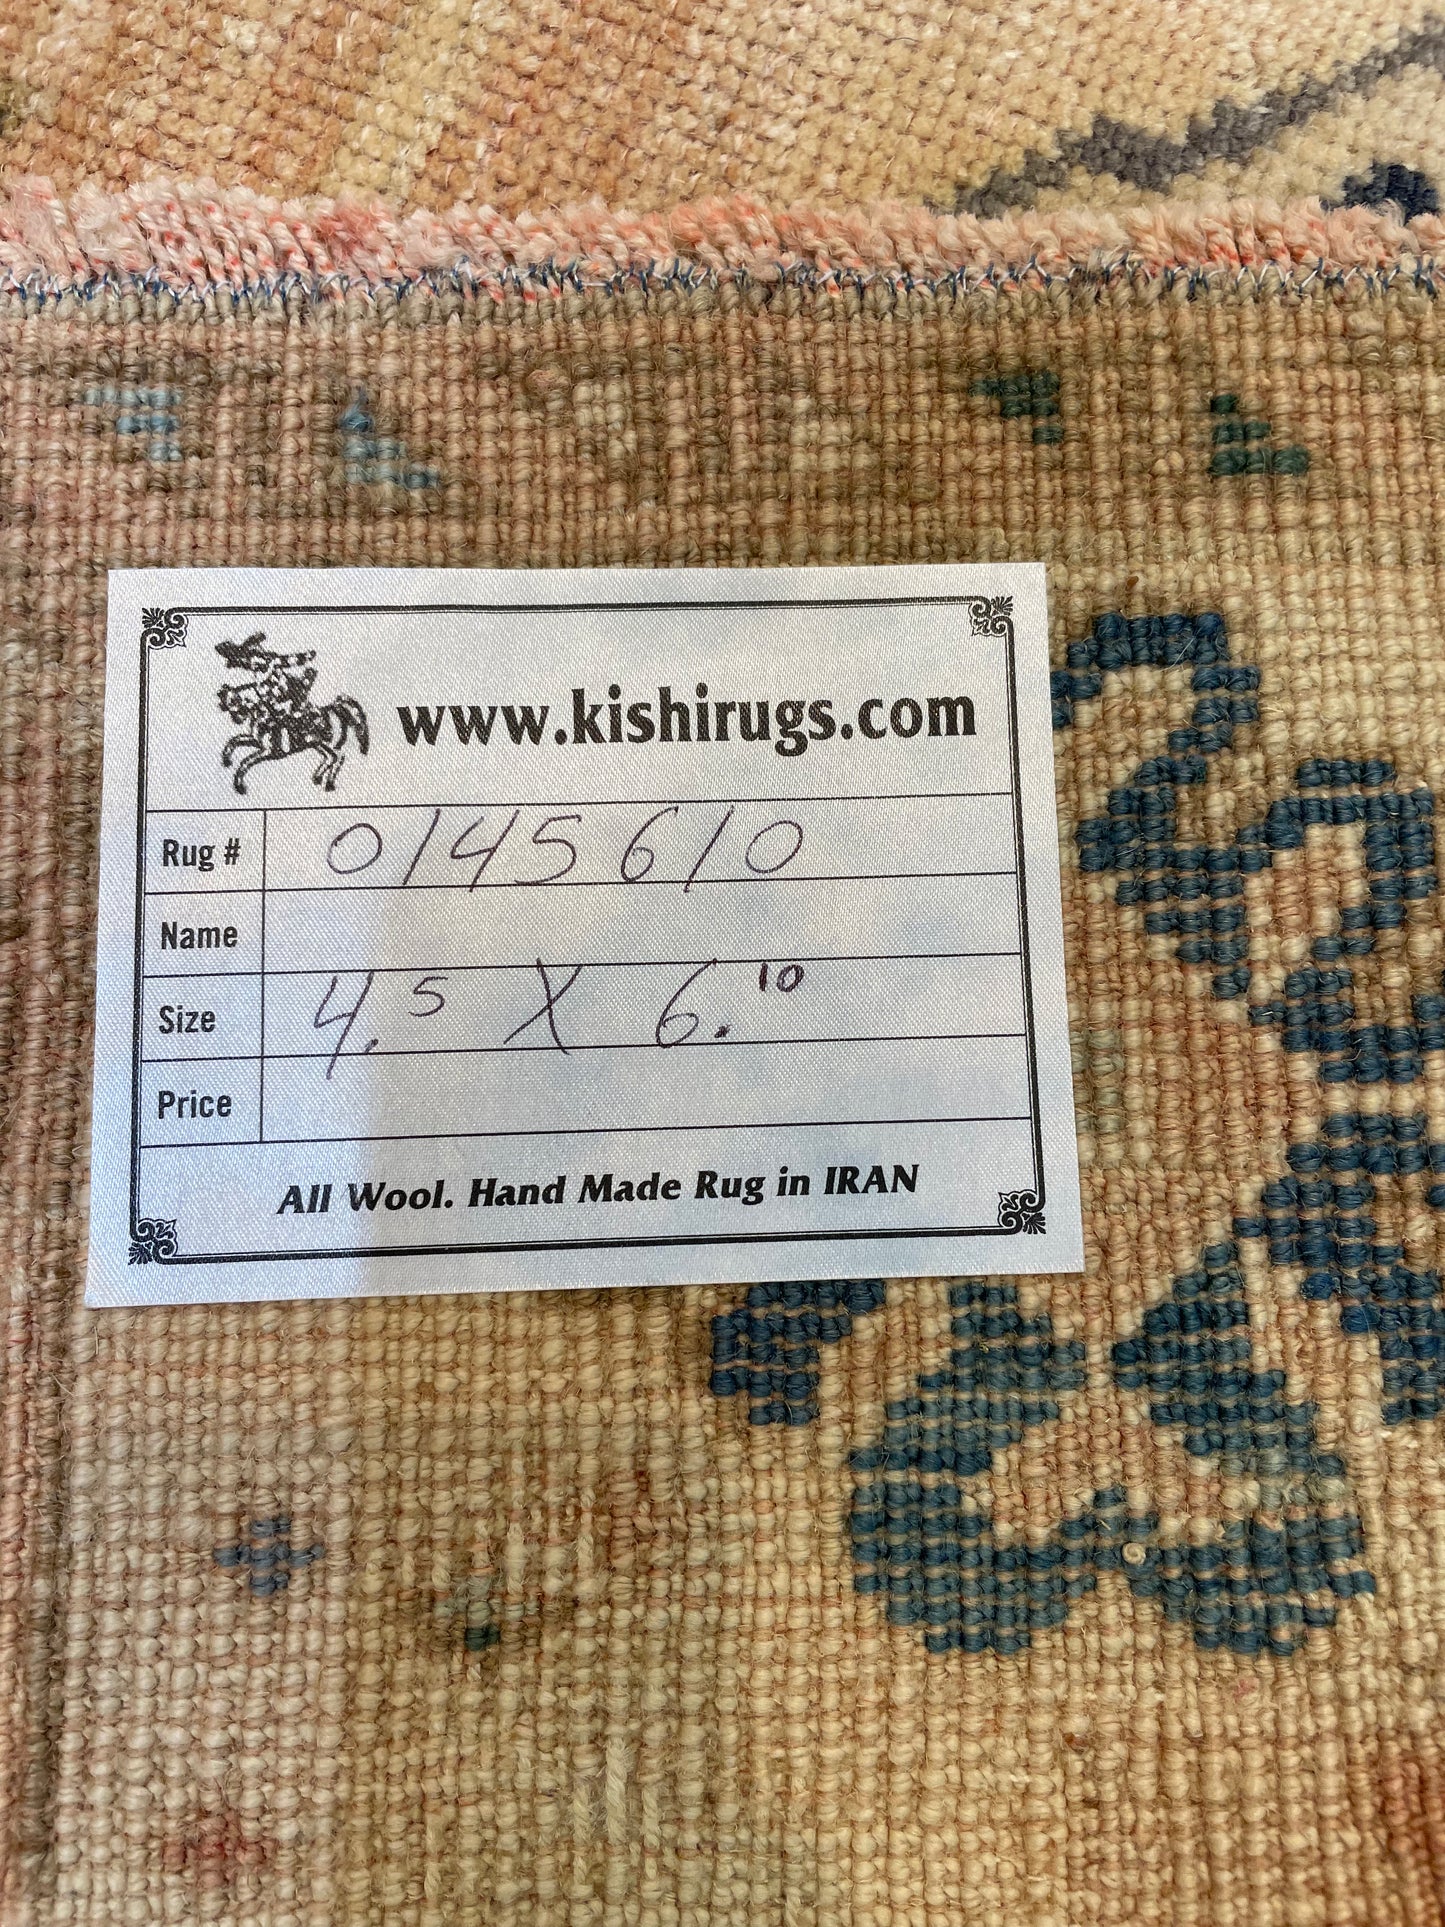 www.kishirugs.com
Rug # 0145610
Name
Size 4.5 X 6.10
Price
All Wool. Hand Made Rug in IRAN